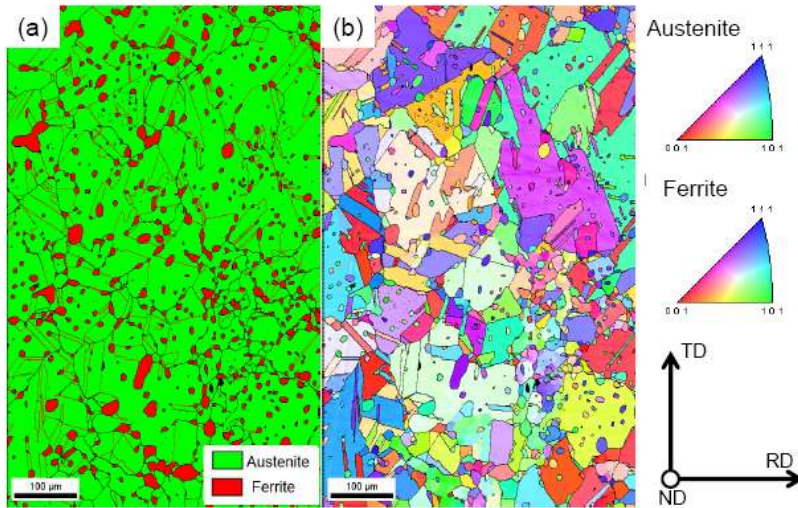 (a)
(b)
Austenite
1 1 1
0 0 1
1 0 1
Ferrite
1 1 1
0 0 1
1 0 1
TD
RD
ND
Austenite
Ferrite
100 µm
100 µm